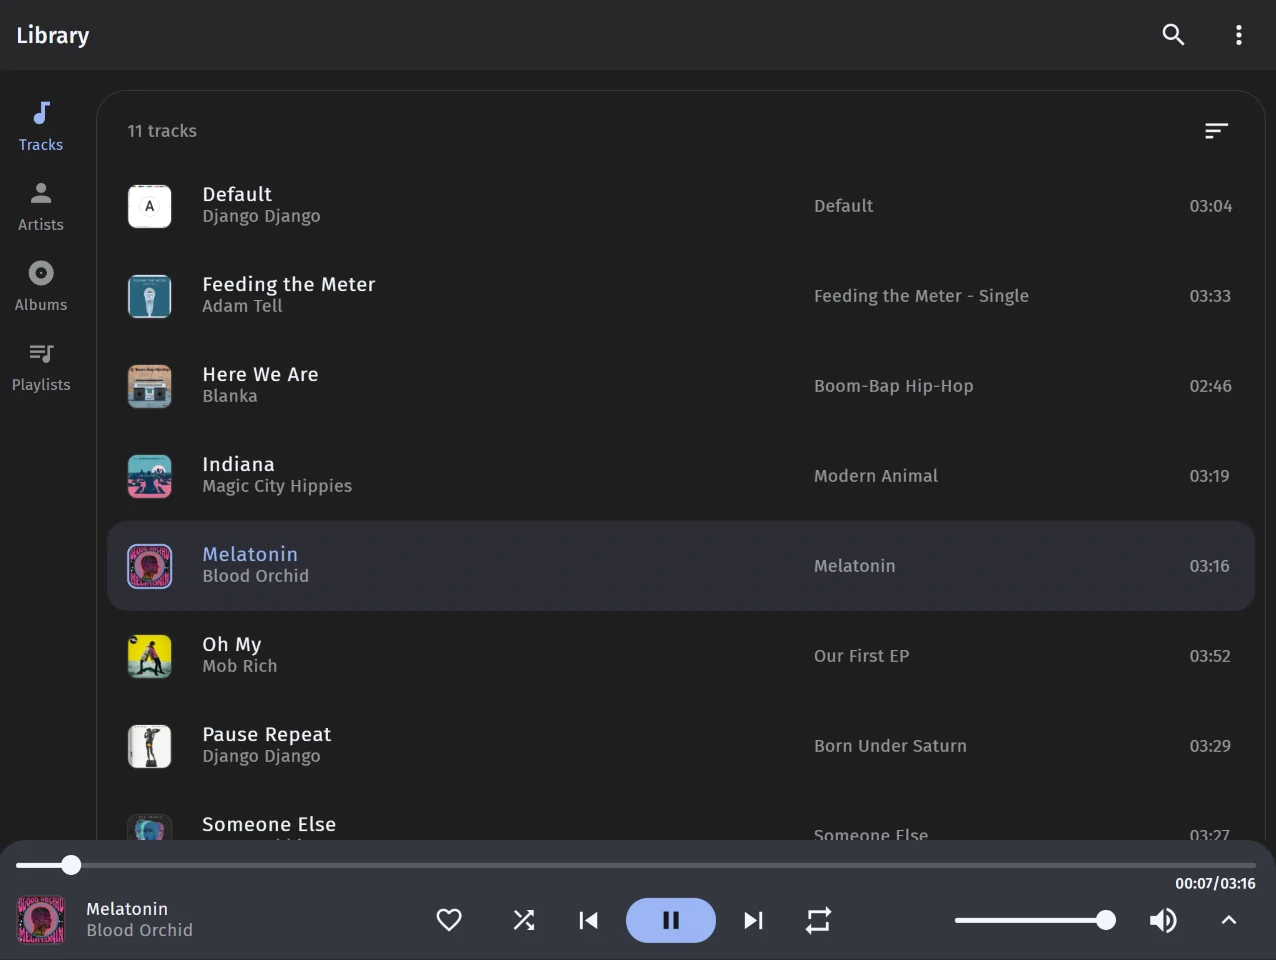 Library
Tracks
Artists
Albums
Playlists
11 tracks
Default
Django Django
Default
03:04
Feeding the Meter
Adam Tell
Feeding the Meter - Single
03:33
Here We Are
Blanka
Boom-Bap Hip-Hop
02:46
Indiana
Magic City Hippies
Modern Animal
03:19
Melatonin
Blood Orchid
Melatonin
03:16
Oh My
Mob Rich
Our First EP
03:52
Pause Repeat
Django Django
Born Under Saturn
03:29
Someone Else
Someone Else
03:27
00:07/03:16
Melatonin
Blood Orchid